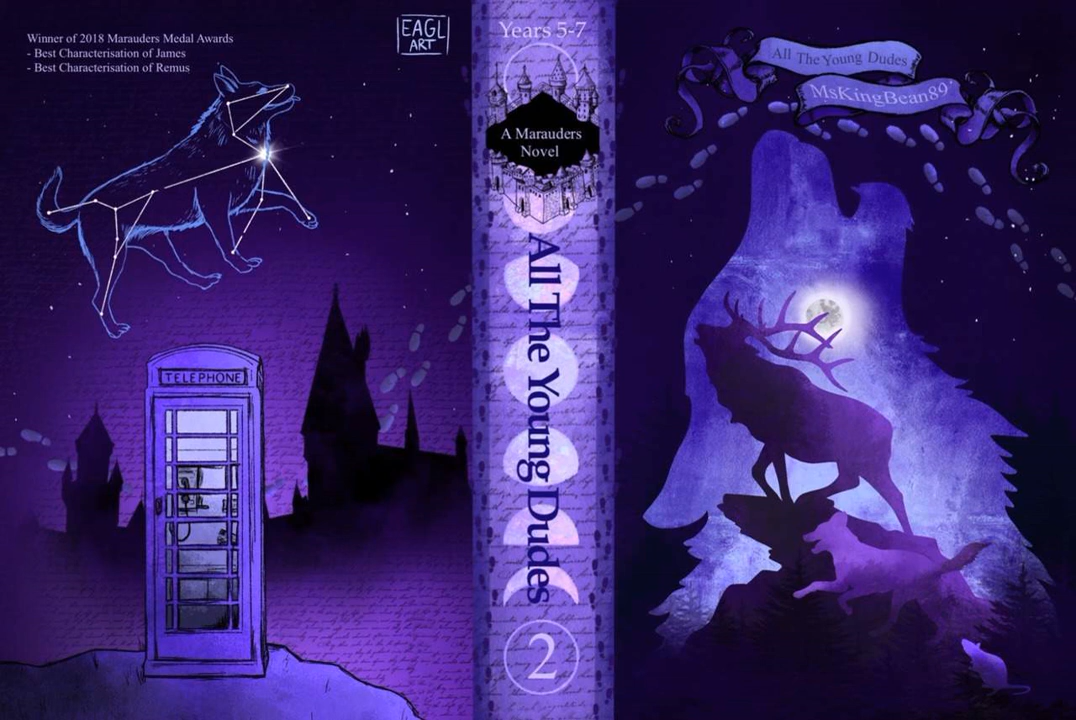 Winner of 2018 Marauders Medal Awards
- Best Characterisation of James
- Best Characterisation of Remus
EAGL
ART
TELEPHONE
Years 5-7
A Marauders
Novel
All The Young Dudes
2
All The Young Dudes
MsKingBean89'